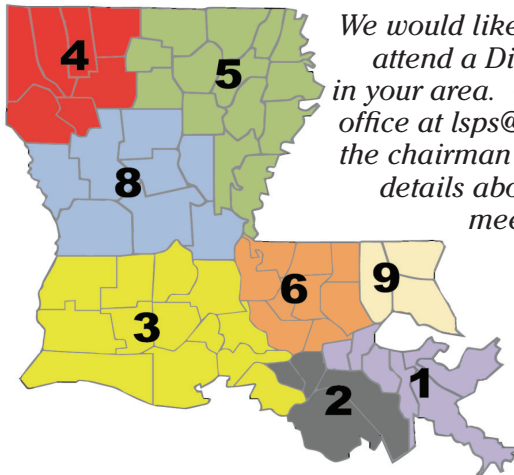 We would like
attend a Di
in your area.
office at lsps@
the chairman
details abo
mee
4
5
8
6
9
3
2
1